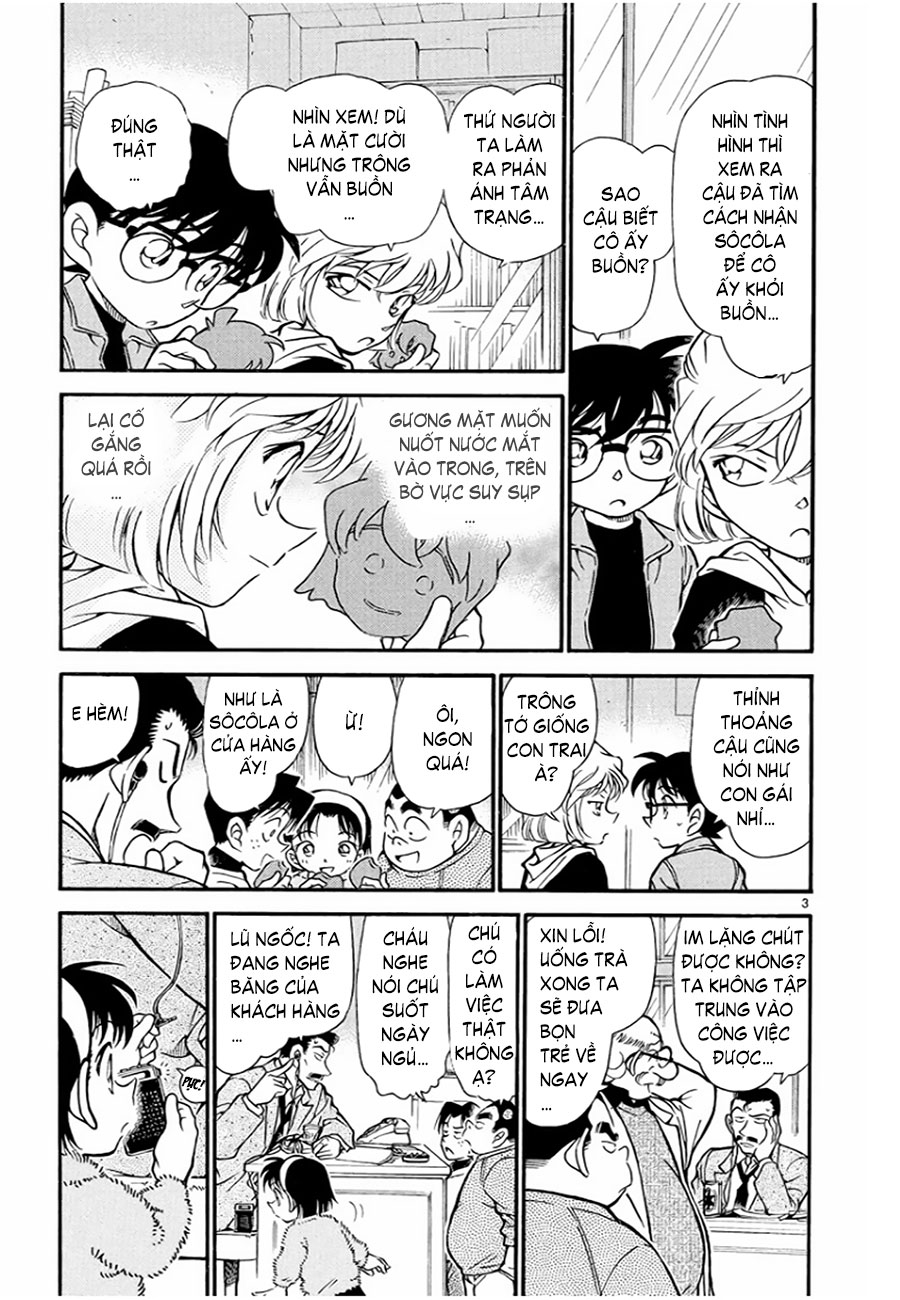 NHÌN TÌNH
HÌNH THÌ
XEM RA
CẬU ĐÃ TÌM
CÁCH NHẬN
SÔCÔLA
ĐỂ CÔ
ẤY KHỎI
BUỒN...
SAO
CẬU BIẾT
CÔ ẤY
BUỒN?
THỨ NGƯỜI
TA LÀM
RA PHẢN
ÁNH TÂM
TRẠNG...
NHÌN XEM! DÙ
LÀ MẶT CƯỜI
NHƯNG TRÔNG
VẪN BUỒN
...
ĐÚNG
THẬT
...
GƯƠNG MẶT MUỐN
NUỐT NƯỚC MẮT
VÀO TRONG, TRÊN
BỜ VỰC SUY SỤP
...
LẠI CỐ
GẮNG
QUÁ RỒI
...
THỈNH
THOẢNG
CẬU CŨNG
NÓI NHƯ
CON GÁI
NHỈ...
TRÔNG
TỚ GIỐNG
CON TRAI
À?
ÔI,
NGON
QUÁ!
Ừ!
NHƯ LÀ
SÔCÔLA Ở
CỬA HÀNG
ẤY!
E HÈM!
3
IM LẶNG CHÚT
ĐƯỢC KHÔNG?
TA KHÔNG TẬP
TRUNG VÀO
CÔNG VIỆC
ĐƯỢC...
XIN LỖI!
UỐNG TRÀ
XONG TA
SẼ ĐƯA
BỌN
TRẺ VỀ
NGAY
...
CHÚ
CÓ
LÀM
VIỆC
THẬT
KHÔNG
Ạ?
CHÁU
NGHE
NÓI CHÚ
SUỐT
NGÀY
NGỦ...
LŨ NGỐC! TA
ĐANG NGHE
BĂNG CỦA
KHÁCH HÀNG
...
PỰC!